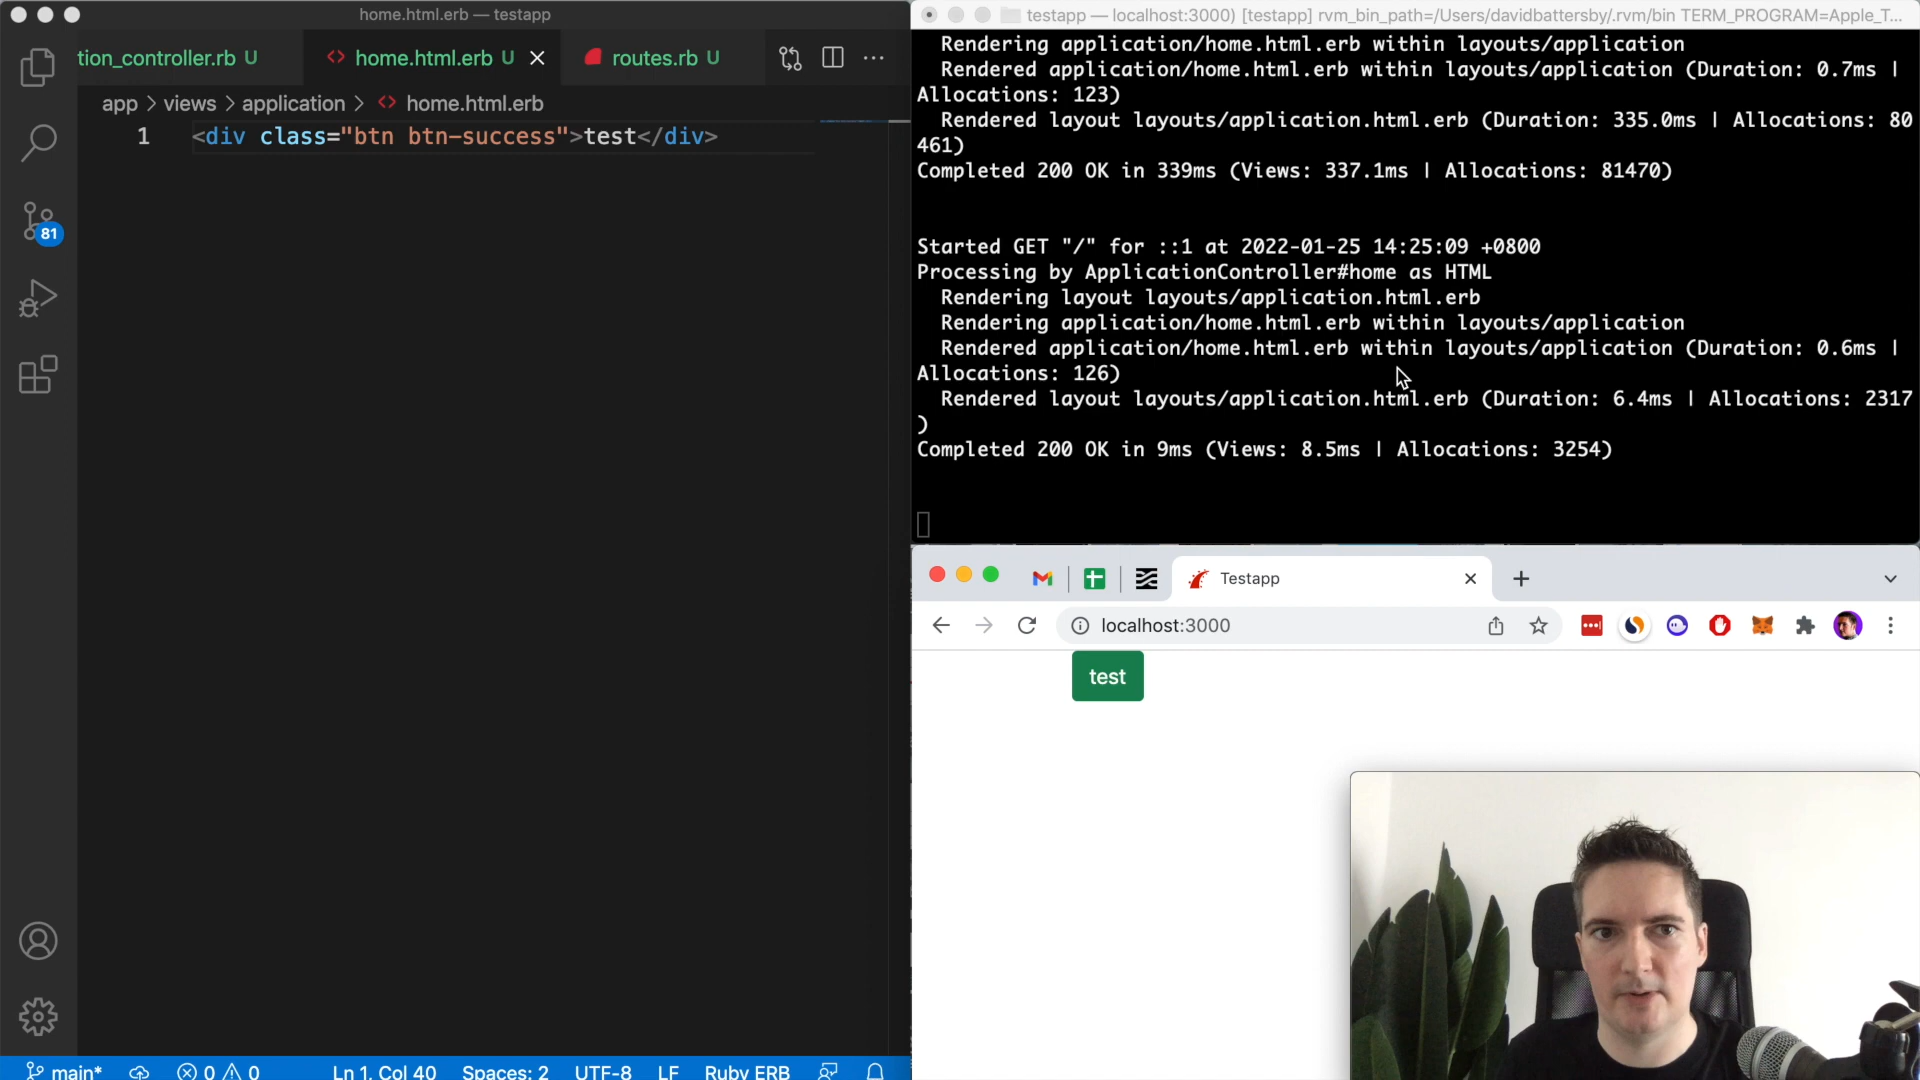 home.html.erb — testapp
tion_controller.rb U
home.html.erb U
routes.rb U
app > views > application > <> home.html.erb
1 <div class="btn btn-success">test</div>
81
main* 0 0 Ln 1, Col 40 Spaces: 2 UTF-8 LF Ruby ERB
testapp — localhost:3000) [testapp] rvm_bin_path=/Users/davidbattersby/.rvm/bin TERM_PROGRAM=Apple_T...
Rendering application/home.html.erb within layouts/application
Rendered application/home.html.erb within layouts/application (Duration: 0.7ms |
Allocations: 123)
Rendered layout layouts/application.html.erb (Duration: 335.0ms | Allocations: 80
461)
Completed 200 OK in 339ms (Views: 337.1ms | Allocations: 81470)
Started GET "/" for ::1 at 2022-01-25 14:25:09 +0800
Processing by ApplicationController#home as HTML
Rendering layout layouts/application.html.erb
Rendering application/home.html.erb within layouts/application
Rendered application/home.html.erb within layouts/application (Duration: 0.6ms |
Allocations: 126)
Rendered layout layouts/application.html.erb (Duration: 6.4ms | Allocations: 2317
)
Completed 200 OK in 9ms (Views: 8.5ms | Allocations: 3254)
Testapp
localhost:3000
test